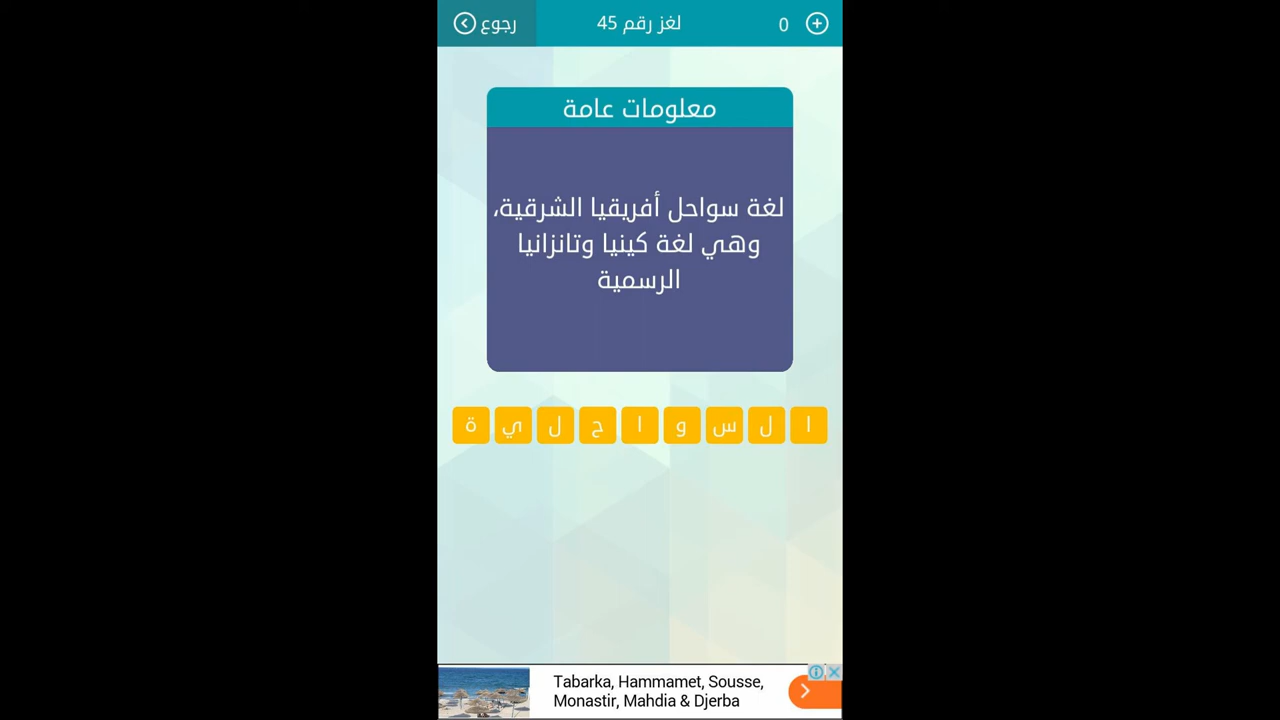 رجوع
لغز رقم 45
0
معلومات عامة
لغة سواحل أفريقيا الشرقية،
وهي لغة كينيا وتانزانيا
الرسمية
ا ل س و ا ح ل ي ة
Tabarka, Hammamet, Sousse,
Monastir, Mahdia & Djerba